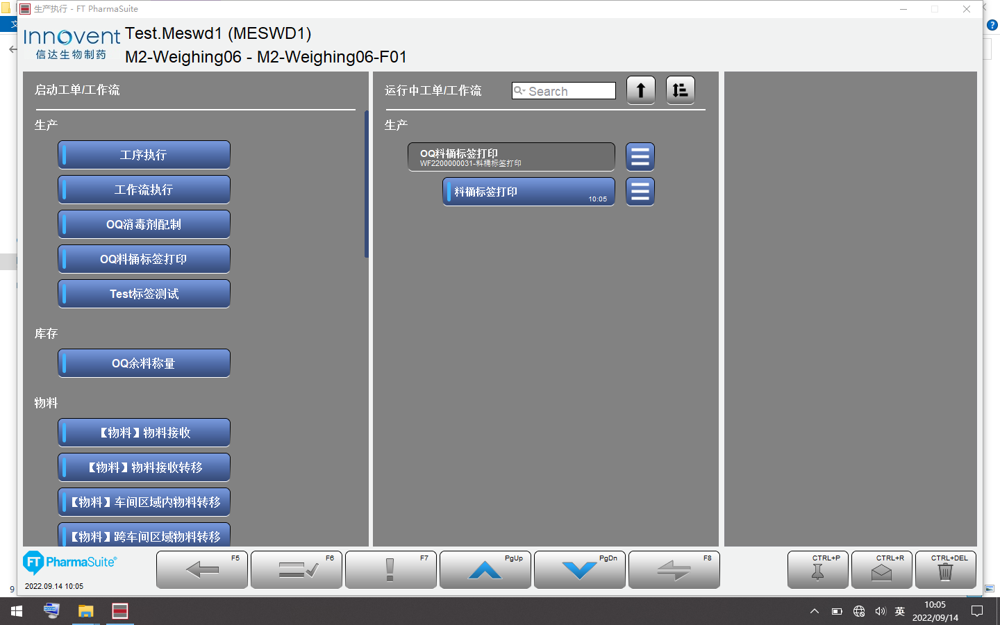 生产执行 - FT PharmaSuite
Innovent
信达生物制药
Test.Meswd1 (MESWD1)
M2-Weighing06 - M2-Weighing06-F01
启动工单/工作流
生产
工序执行
工作流执行
OQ消毒剂配制
OQ料桶标签打印
Test标签测试
库存
OQ余料称量
物料
【物料】物料接收
【物料】物料接收转移
【物料】车间区域内物料转移
【物料】跨车间区域物料转移
运行中工单/工作流
Search
生产
OQ料桶标签打印
WF2200000031-料桶标签打印
料桶标签打印
10:05
FT PharmaSuite®
2022.09.14 10:05
F5
F6
F7
PgUp
PgDn
F8
CTRL+P
CTRL+R
CTRL+DEL
9
英
10:05
2022/09/14